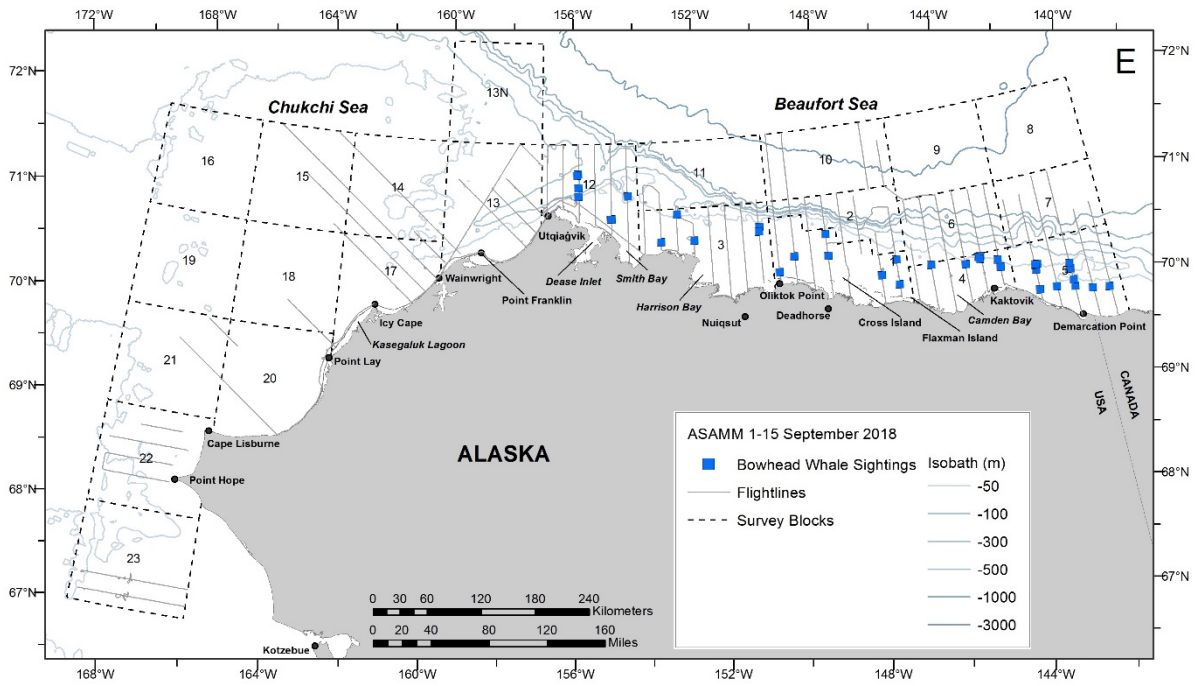 168°W 164°W 160°W 156°W 152°W 148°W 144°W 140°W
E
72°N
72°N
13N
Chukchi Sea
Beaufort Sea
8
9
16
10
15
71°N
71°N
14
11
12
7
13
2
6
3
Utqiaġvik
19
18
17
70°N
70°N
4
5
Wainwright
Dease Inlet
Smith Bay
Point Franklin
Harrison Bay
Oliktok Point
Kaktovik
Icy Cape
Nuiqsut
Deadhorse
Cross Island
Camden Bay
Demarcation Point
Kasegaluk Lagoon
Flaxman Island
21
20
Point Lay
69°N
69°N
USA
CANADA
Cape Lisburne
ALASKA
22
Point Hope
68°N
68°N
23
67°N
67°N
Kotzebue
ASAMM 1-15 September 2018
Bowhead Whale Sightings
Flightlines
Survey Blocks
Isobath (m)
-50
-100
-300
-500
-1000
-3000
0 30 60 120 180 240
Kilometers
0 20 40 80 120 160
Miles
168°W 164°W 160°W 156°W 152°W 148°W 144°W